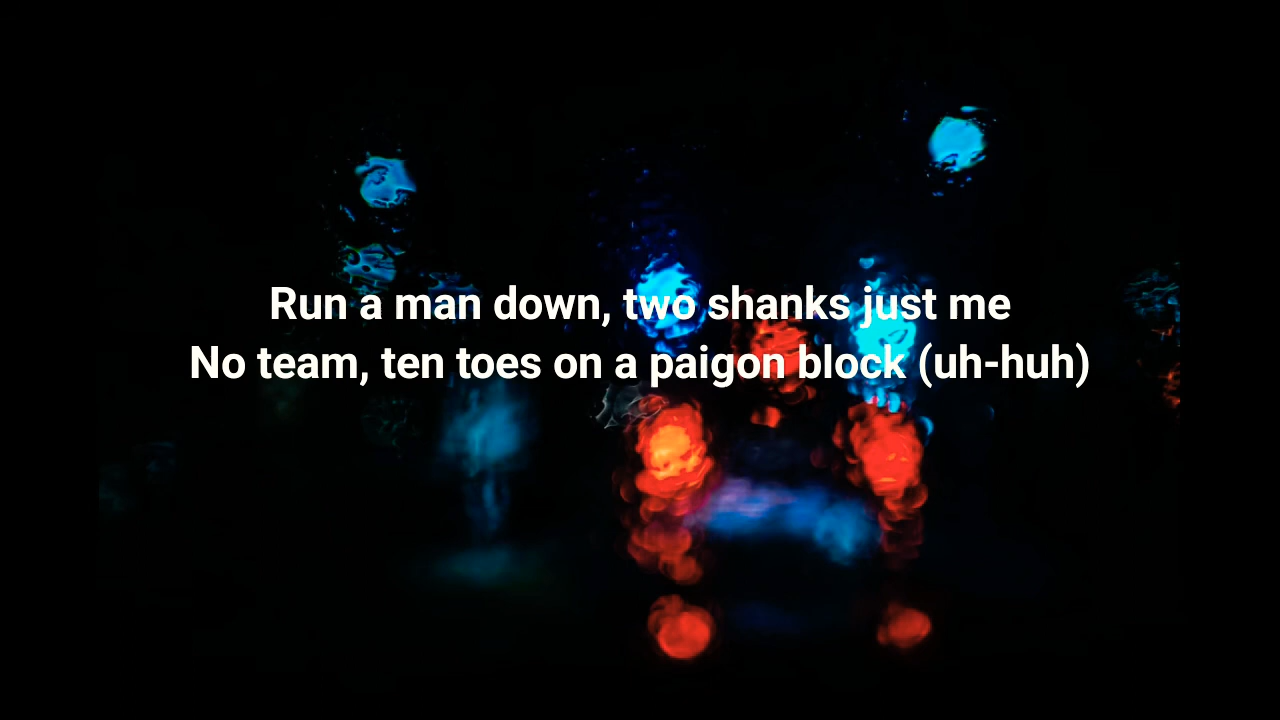 Run a man down, two shanks just me
No team, ten toes on a paigon block (uh-huh)